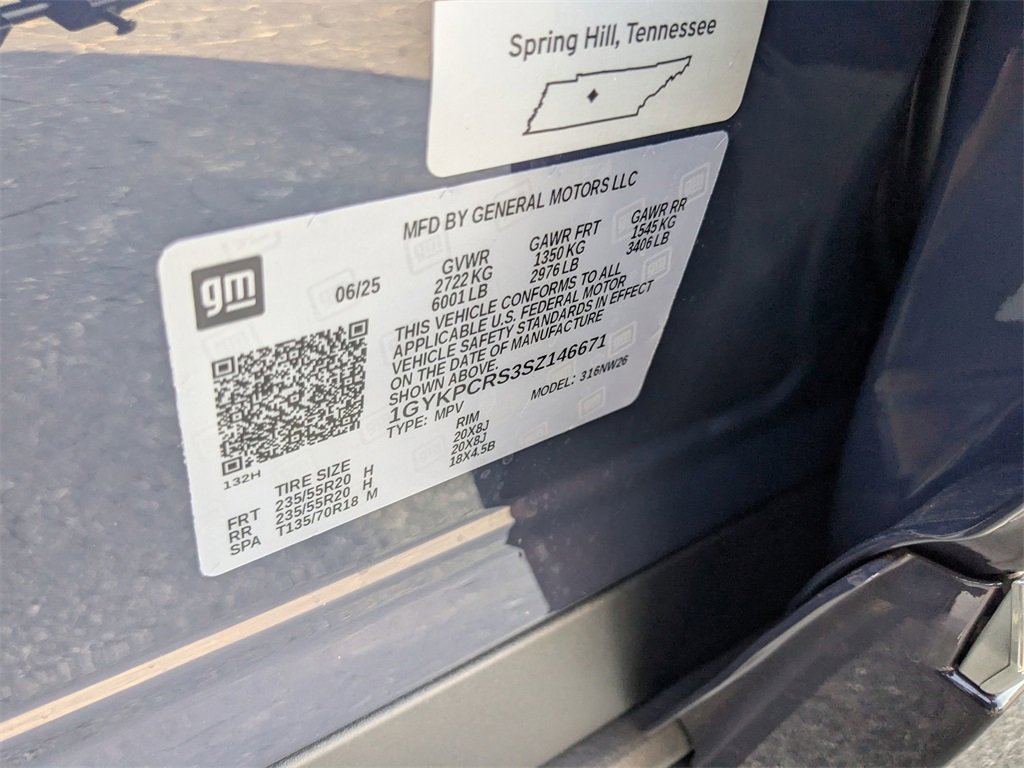 Spring Hill, Tennessee
MFD BY GENERAL MOTORS LLC
gm
06/25
GVWR GAWR FRT GAWR RR
2722 KG 1350 KG 1545 KG
6001 LB 2976 LB 3406 LB
THIS VEHICLE CONFORMS TO ALL
APPLICABLE U.S. FEDERAL MOTOR
VEHICLE SAFETY STANDARDS IN EFFECT
ON THE DATE OF MANUFACTURE
SHOWN ABOVE.
1GYKPCRS3SZ146671
TYPE: MPV MODEL: 316NW26
132H
TIRE SIZE RIM
FRT 235/55R20 H 20X8J
RR 235/55R20 H 20X8J
SPA T135/70R18 M 18X4.5B